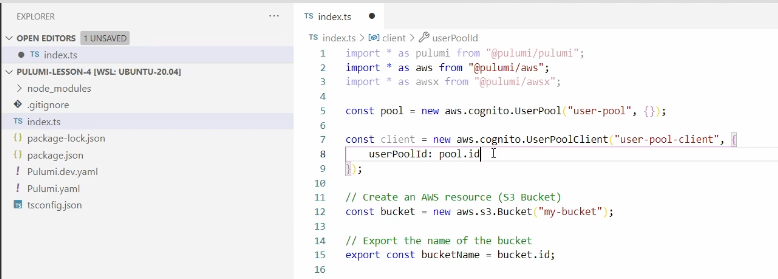 EXPLORER
···
OPEN EDITORS 1 UNSAVED
● TS index.ts
PULUMI-LESSON-4 [WSL: UBUNTU-20.04]
> node_modules
.gitignore
TS index.ts
package-lock.json
package.json
! Pulumi.dev.yaml
! Pulumi.yaml
tsconfig.json
TS index.ts ●
TS index.ts > client > userPoolId
1 import * as pulumi from "@pulumi/pulumi";
2 import * as aws from "@pulumi/aws";
3 import * as awsx from "@pulumi/awsx";
4
5 const pool = new aws.cognito.UserPool("user-pool", {});
6
7 const client = new aws.cognito.UserPoolClient("user-pool-client", {
8 userPoolId: pool.id
9 });
10
11 // Create an AWS resource (S3 Bucket)
12 const bucket = new aws.s3.Bucket("my-bucket");
13
14 // Export the name of the bucket
15 export const bucketName = bucket.id;
16